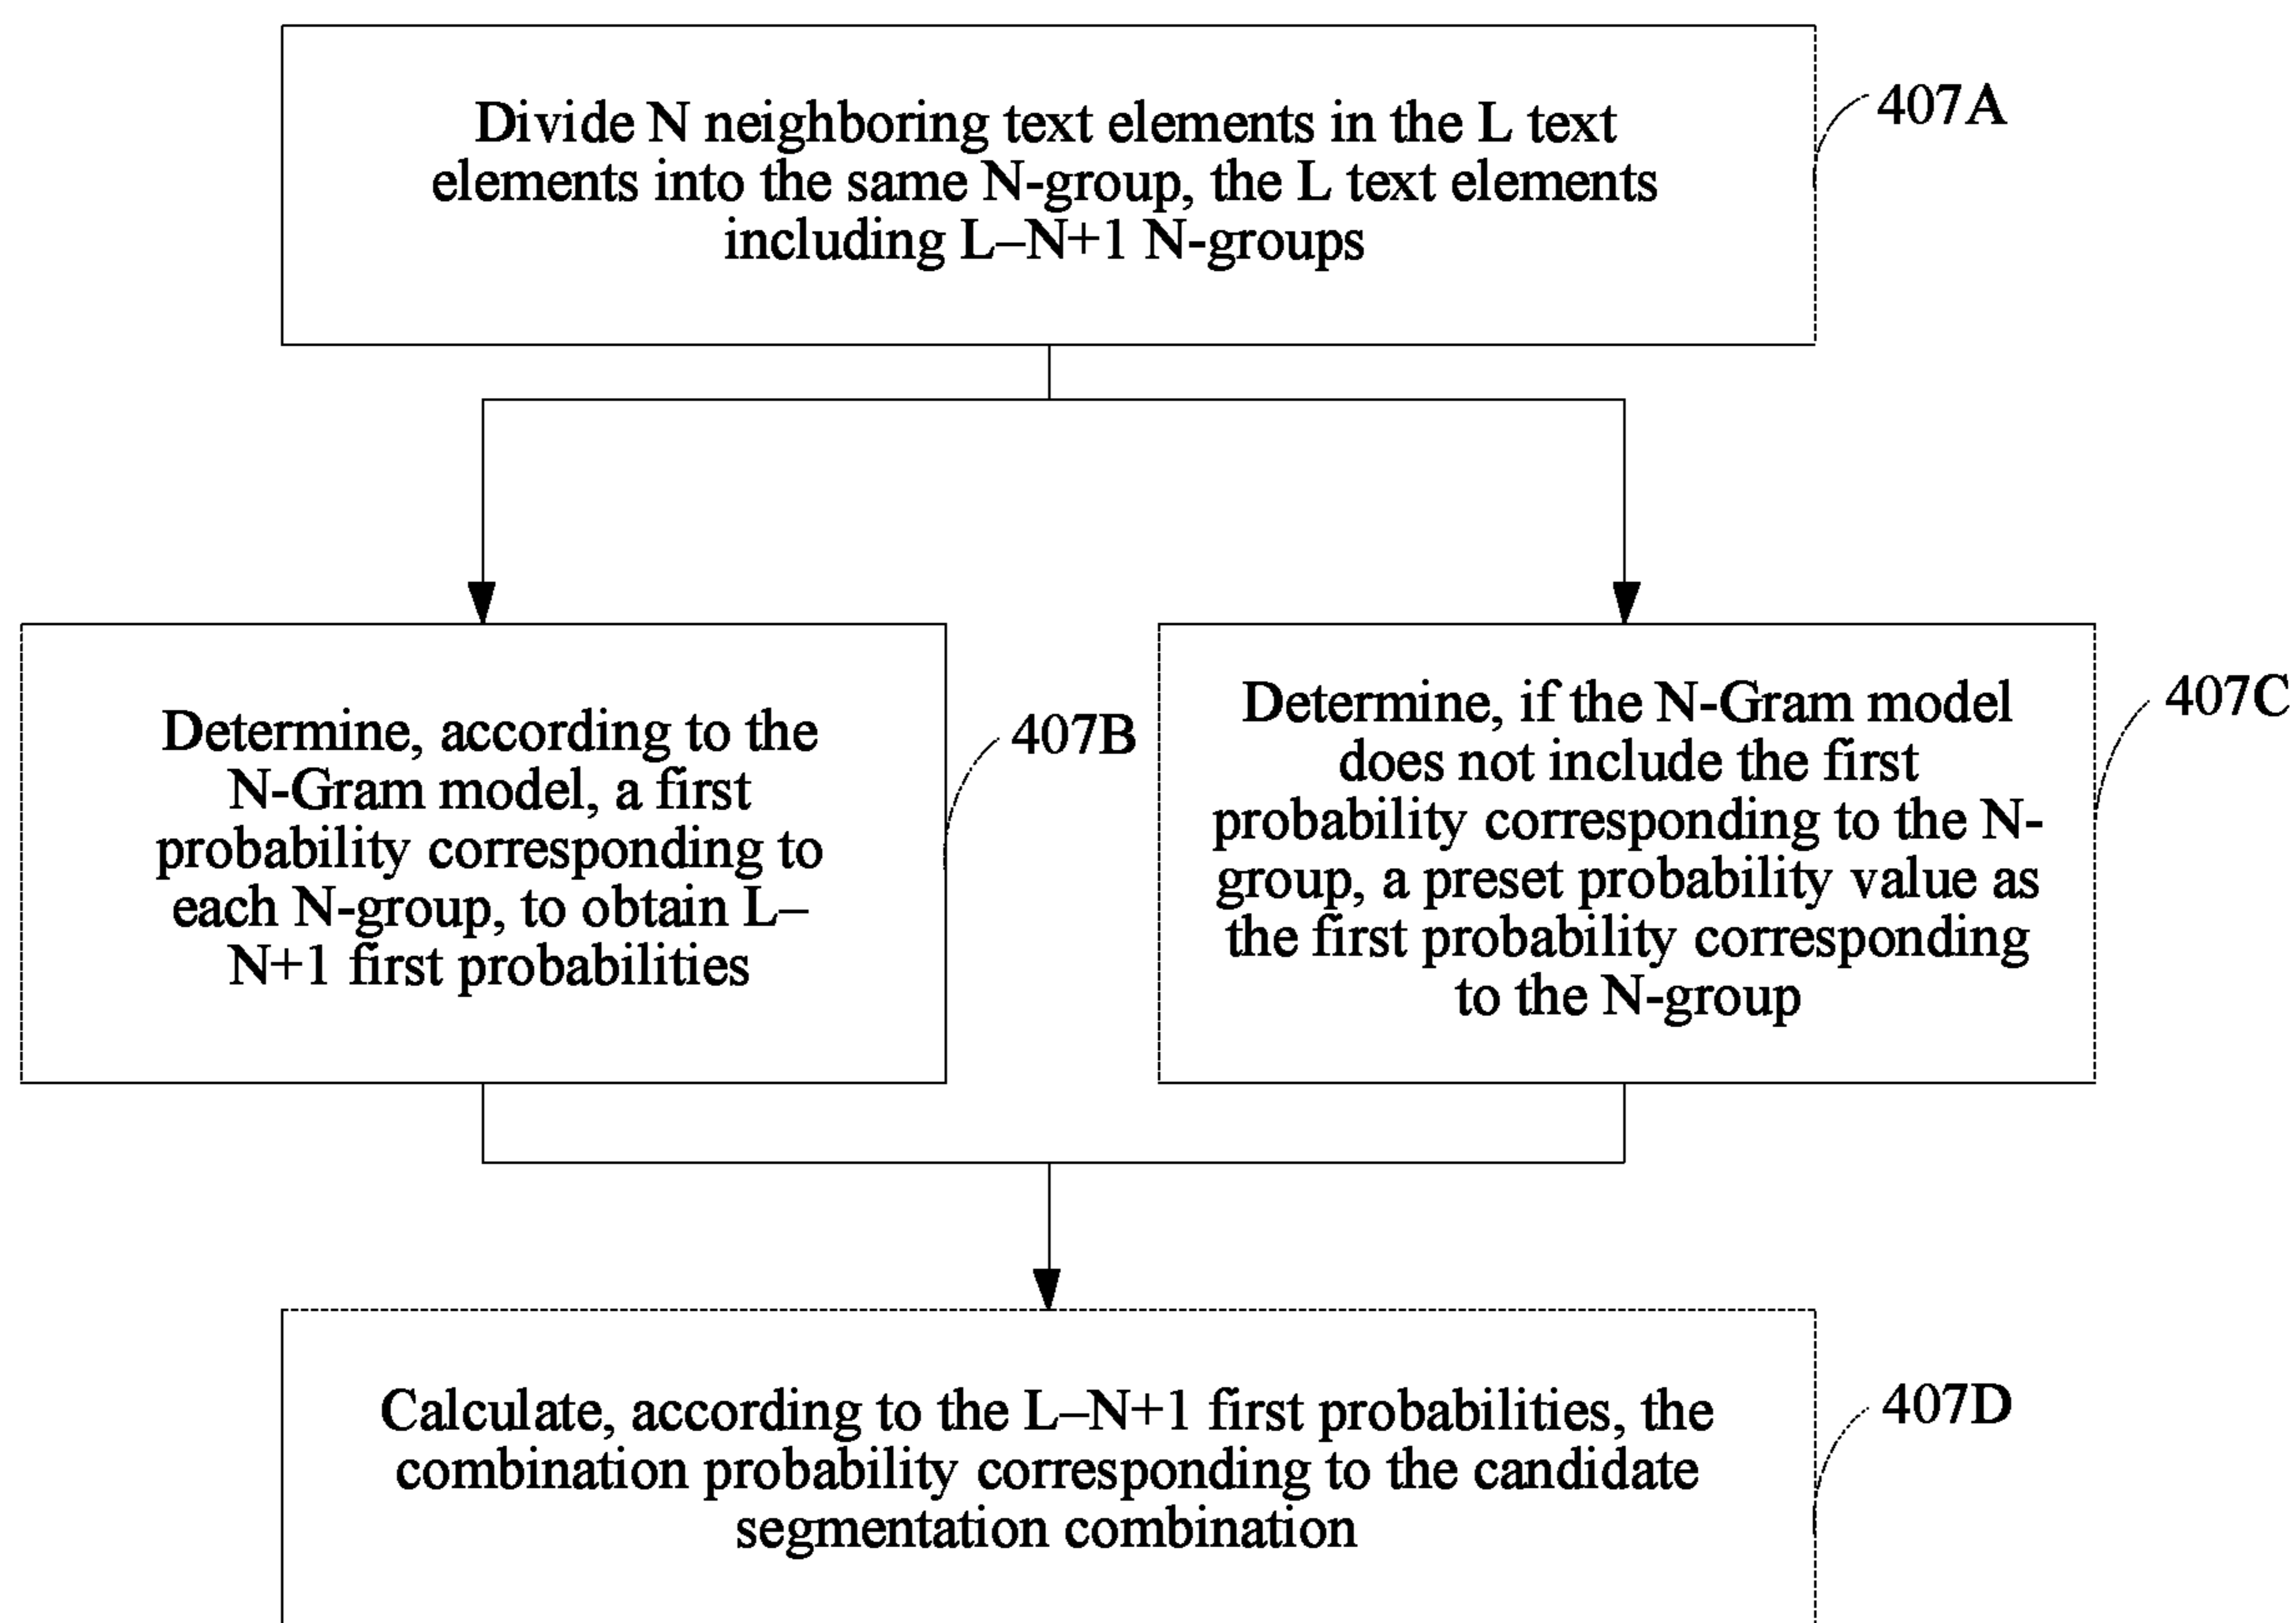 Divide N neighboring text elements in the L text
elements into the same N-group, the L text elements
including L–N+1 N-groups
407A
Determine, according to the
N-Gram model, a first
probability corresponding to
each N-group, to obtain L–
N+1 first probabilities
407B
Determine, if the N-Gram model
does not include the first
probability corresponding to the N-
group, a preset probability value as
the first probability corresponding
to the N-group
407C
Calculate, according to the L–N+1 first probabilities, the
combination probability corresponding to the candidate
segmentation combination
407D